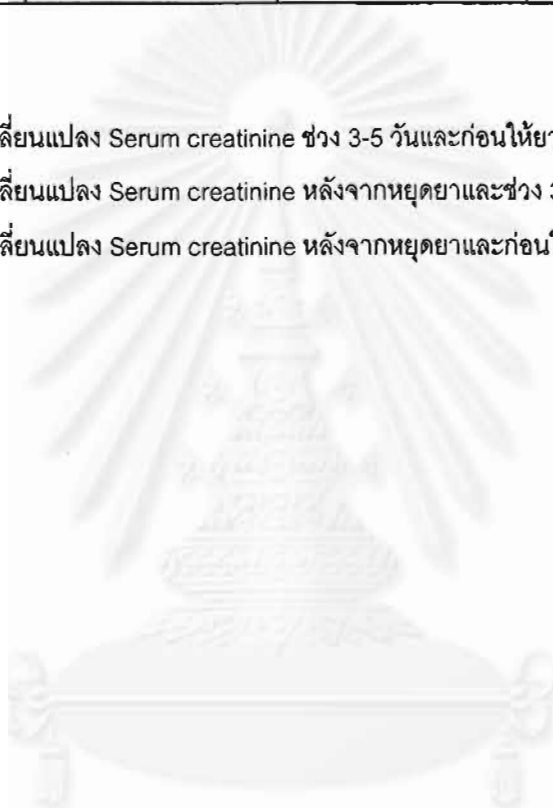 ลี่ยนแปลง Serum creatinine ช่วง 3-5 วันและก่อนให้ยา
ลี่ยนแปลง Serum creatinine หลังจากหยุดยาและช่วง 3
ลี่ยนแปลง Serum creatinine หลังจากหยุดยาและก่อนใ